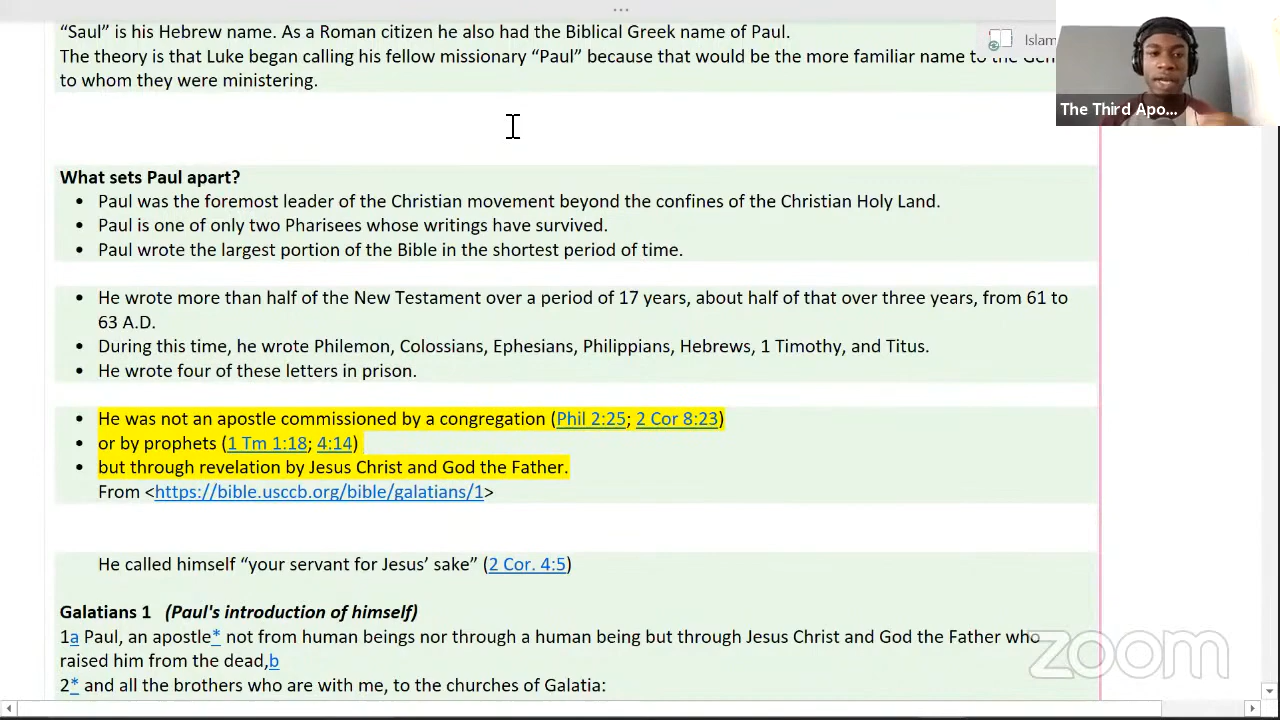 “Saul” is his Hebrew name. As a Roman citizen he also had the Biblical Greek name of Paul.
Islam
The theory is that Luke began calling his fellow missionary “Paul” because that would be the more familiar name to the
to whom they were ministering.
The Third Apo...
What sets Paul apart?
• Paul was the foremost leader of the Christian movement beyond the confines of the Christian Holy Land.
• Paul is one of only two Pharisees whose writings have survived.
• Paul wrote the largest portion of the Bible in the shortest period of time.
• He wrote more than half of the New Testament over a period of 17 years, about half of that over three years, from 61 to
63 A.D.
• During this time, he wrote Philemon, Colossians, Ephesians, Philippians, Hebrews, 1 Timothy, and Titus.
• He wrote four of these letters in prison.
• He was not an apostle commissioned by a congregation (Phil 2:25; 2 Cor 8:23)
• or by prophets (1 Tm 1:18; 4:14)
• but through revelation by Jesus Christ and God the Father.
From <https://bible.usccb.org/bible/galatians/1>
He called himself “your servant for Jesus’ sake” (2 Cor. 4:5)
Galatians 1 (Paul's introduction of himself)
1a Paul, an apostle* not from human beings nor through a human being but through Jesus Christ and God the Father who
raised him from the dead,b
2* and all the brothers who are with me, to the churches of Galatia:
zoom